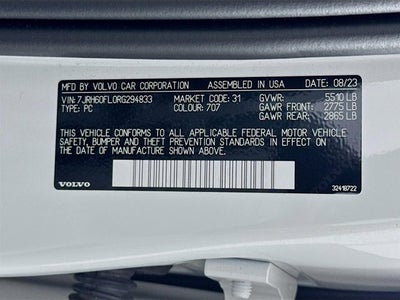 MFD. BY VOLVO CAR CORPORATION ASSEMBLED IN USA DATE: 08/23
VIN: 7JRH60FL0RG294833 MARKET CODE: 31 GVWR: 5510 LB
TYPE: PC COLOUR: 707 GAWR FRONT: 2775 LB
GAWR REAR: 2865 LB
THIS VEHICLE CONFORMS TO ALL APPLICABLE FEDERAL MOTOR VEHICLE
SAFETY, BUMPER AND THEFT PREVENTION STANDARDS IN EFFECT ON THE
DATE OF MANUFACTURE SHOWN ABOVE.
VOLVO 32418722